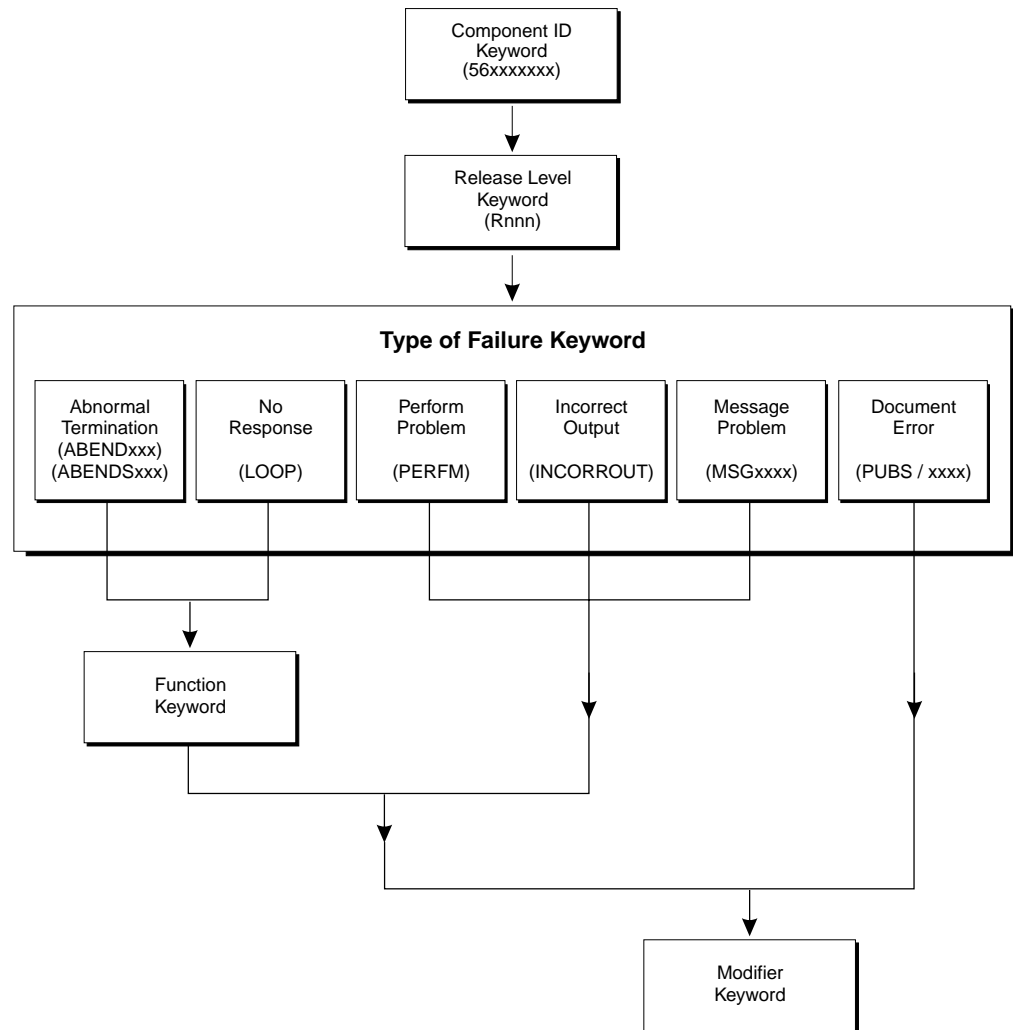 Component ID
Keyword
(56xxxxxxx)
Release Level
Keyword
(Rnnn)
Type of Failure Keyword
Abnormal
Termination
(ABENDxxx)
(ABENDSxxx)
No
Response
(LOOP)
Perform
Problem
(PERFM)
Incorrect
Output
(INCORROUT)
Message
Problem
(MSGxxxx)
Document
Error
(PUBS / xxxx)
Function
Keyword
Modifier
Keyword